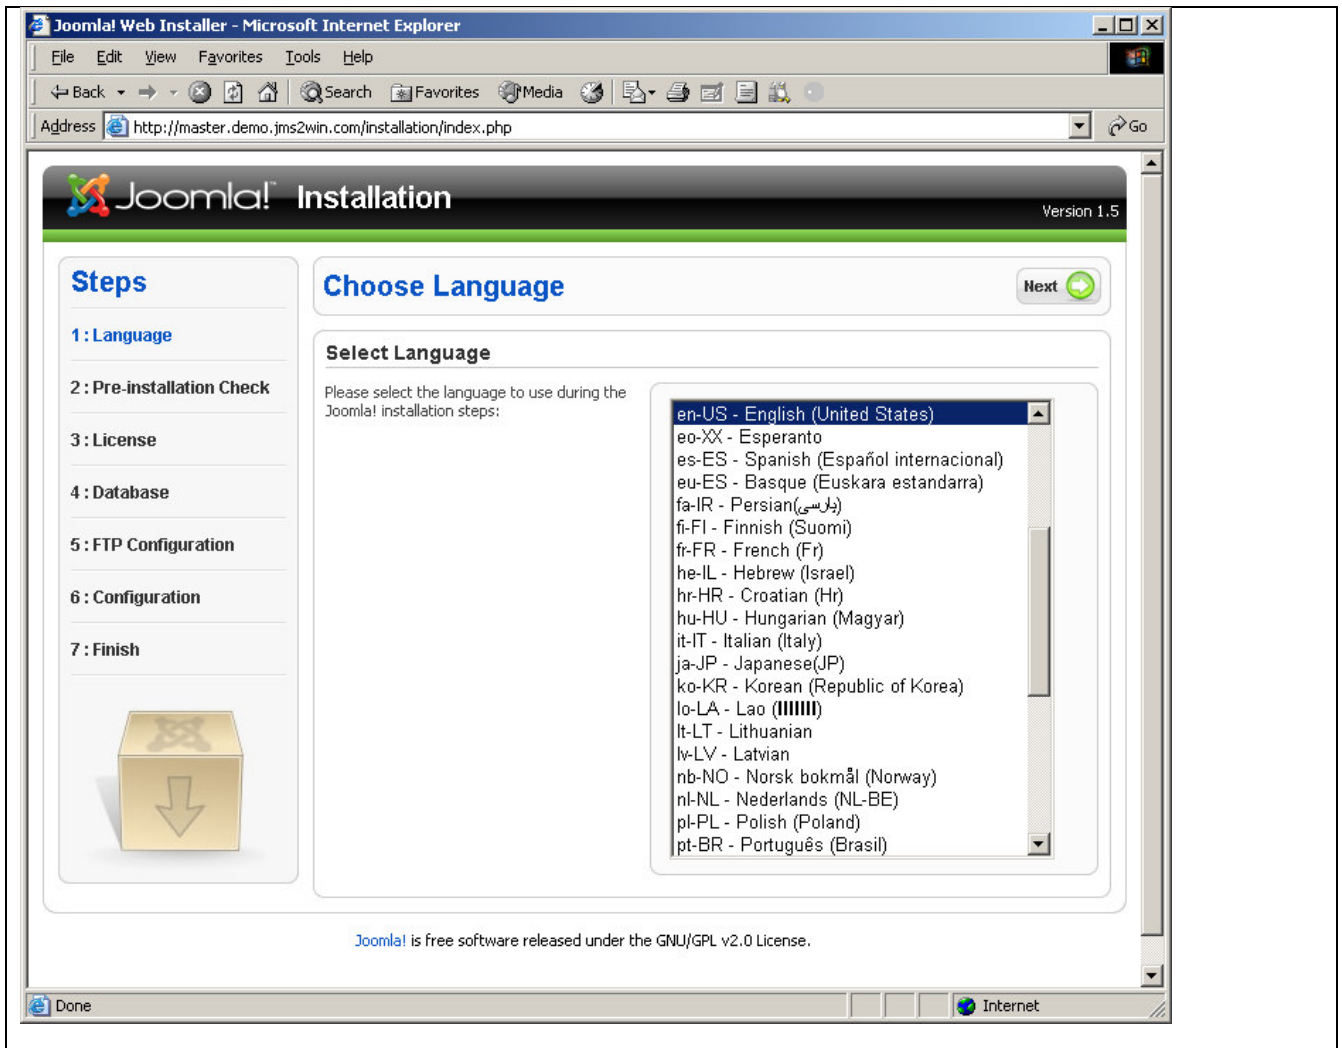 Joomla! Web Installer - Microsoft Internet Explorer
File Edit View Favorites Tools Help
Back Search Favorites Media
Address http://master.demo.jms2win.com/installation/index.php Go
Joomla!™ Installation
Version 1.5
Steps
1 : Language
2 : Pre-installation Check
3 : License
4 : Database
5 : FTP Configuration
6 : Configuration
7 : Finish
Choose Language
Next
Select Language
Please select the language to use during the
Joomla! installation steps:
en-US - English (United States)
eo-XX - Esperanto
es-ES - Spanish (Español internacional)
eu-ES - Basque (Euskara estandarra)
fa-IR - Persian(پارسی)
fi-FI - Finnish (Suomi)
fr-FR - French (Fr)
he-IL - Hebrew (Israel)
hr-HR - Croatian (Hr)
hu-HU - Hungarian (Magyar)
it-IT - Italian (Italy)
ja-JP - Japanese(JP)
ko-KR - Korean (Republic of Korea)
lo-LA - Lao
lt-LT - Lithuanian
lv-LV - Latvian
nb-NO - Norsk bokmål (Norway)
nl-NL - Nederlands (NL-BE)
pl-PL - Polish (Poland)
pt-BR - Português (Brasil)
Joomla! is free software released under the GNU/GPL v2.0 License.
Done Internet